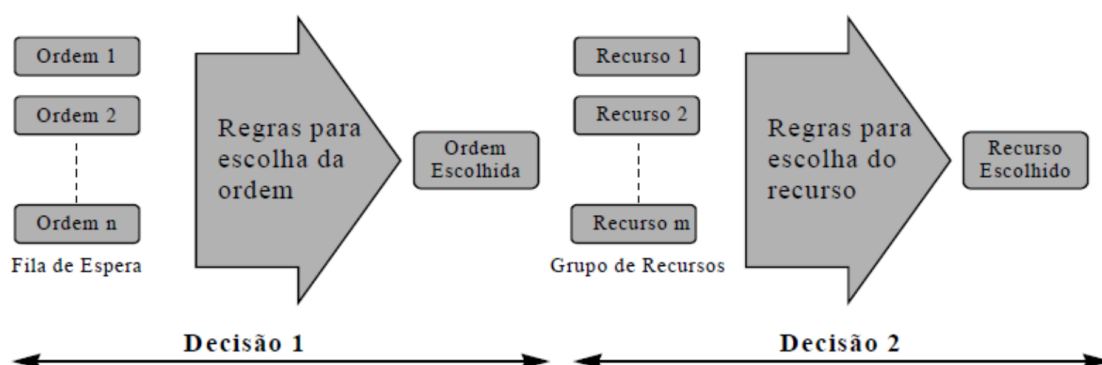 Ordem 1
Ordem 2
Ordem n
Fila de Espera
Regras para
escolha da
ordem
Ordem
Escolhida
Decisão 1
Recurso 1
Recurso 2
Recurso m
Grupo de Recursos
Regras para
escolha do
recurso
Recurso
Escolhido
Decisão 2